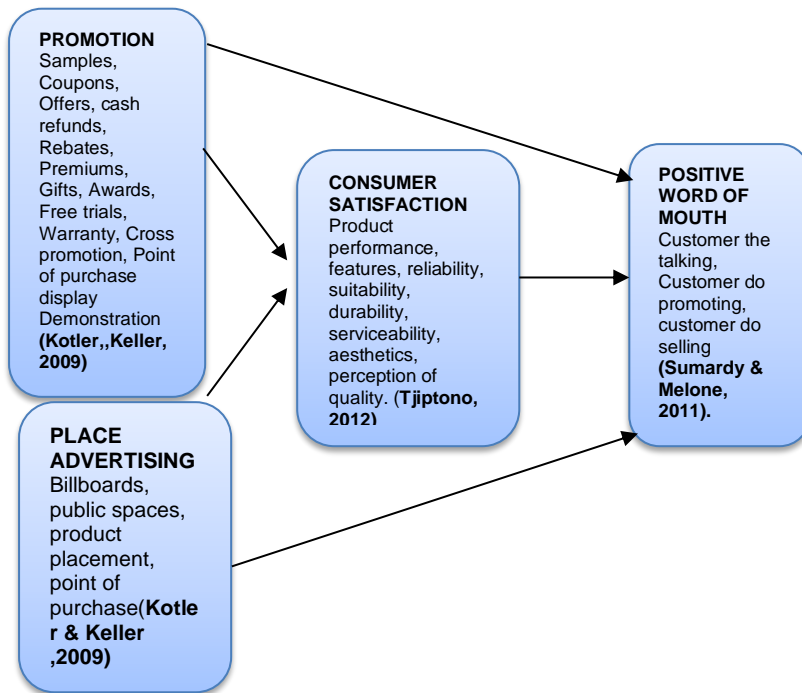 PROMOTION
Samples,
Coupons,
Offers, cash
refunds,
Rebates,
Premiums,
Gifts, Awards,
Free trials,
Warranty, Cross
promotion, Point
of purchase
display
Demonstration
(Kotler,,Keller,
2009)
PLACE
ADVERTISING
Billboards,
public spaces,
product
placement,
point of
purchase(Kotle
r & Keller
,2009)
CONSUMER
SATISFACTION
Product
performance,
features, reliability,
suitability,
durability,
serviceability,
aesthetics,
perception of
quality. (Tjiptono,
2012)
POSITIVE
WORD OF
MOUTH
Customer the
talking,
Customer do
promoting,
customer do
selling
(Sumardy &
Melone,
2011).